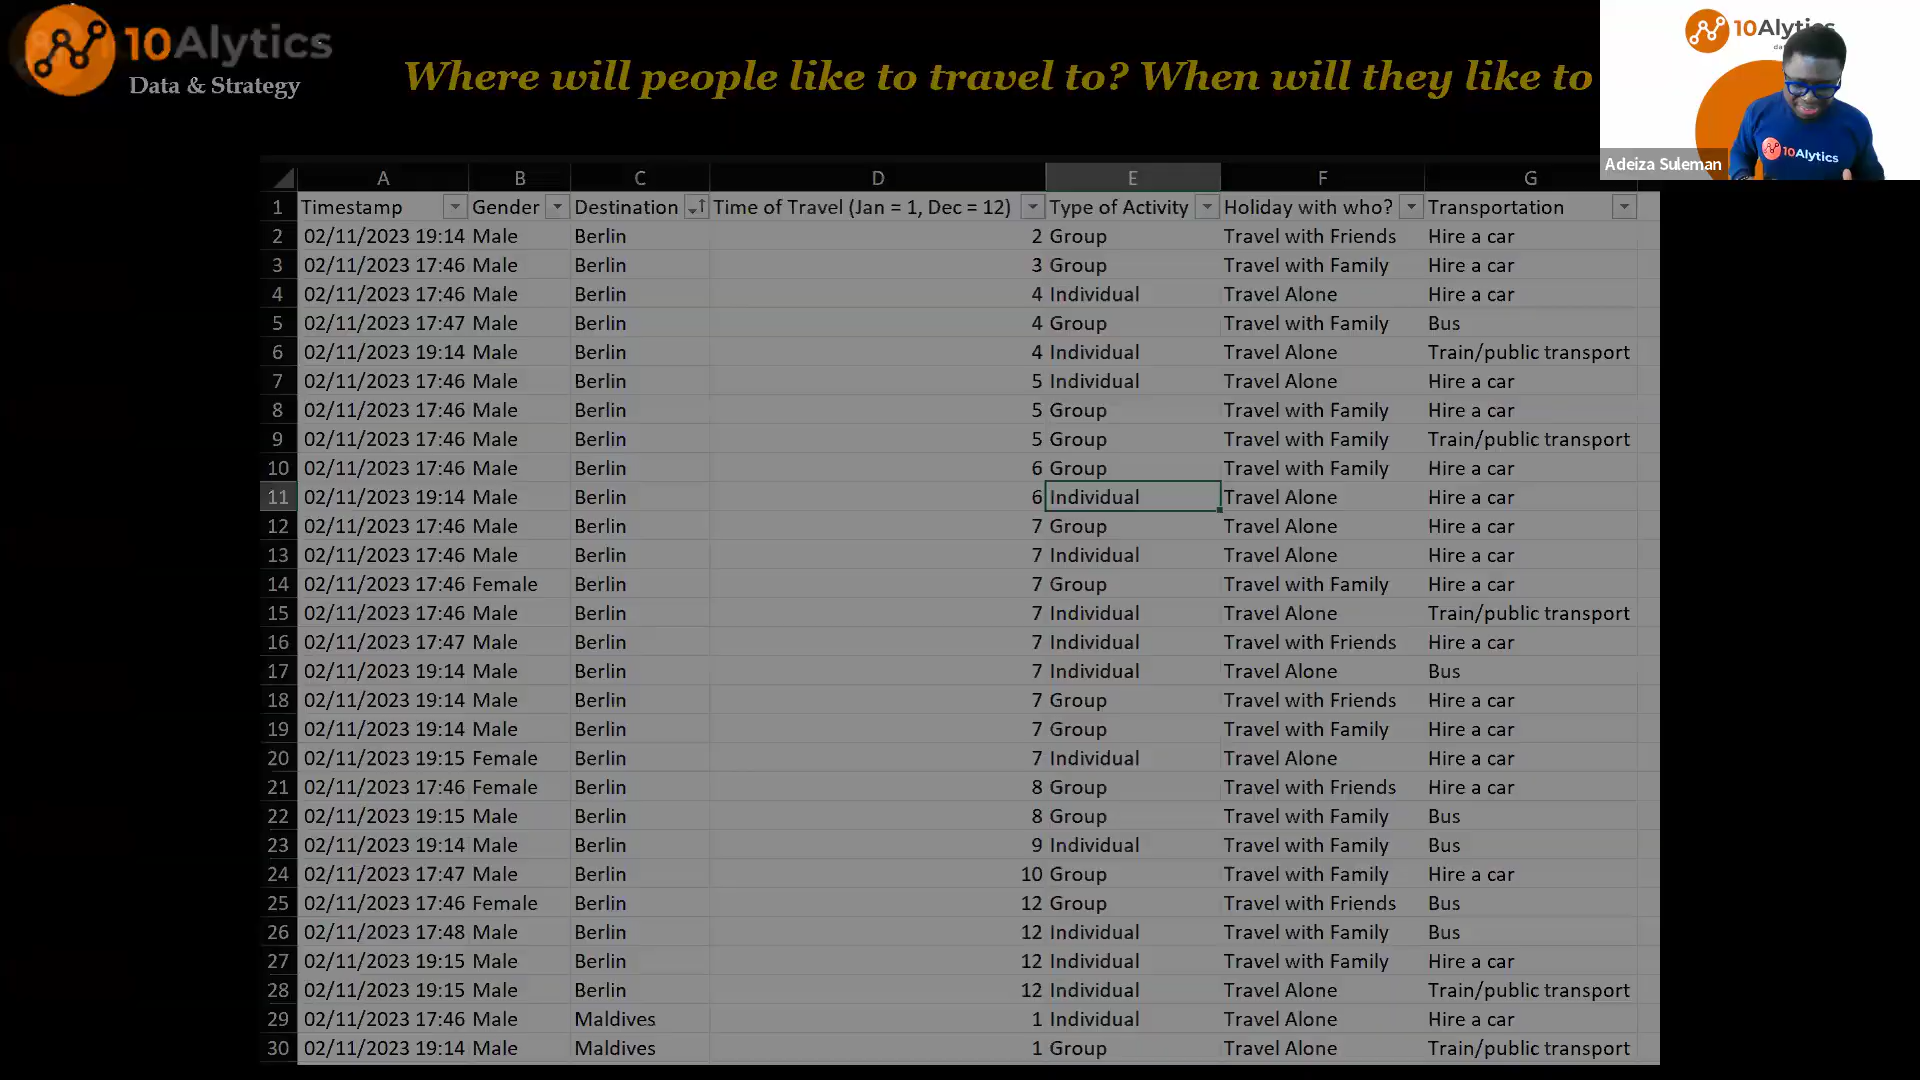 10Alytics
Data & Strategy
Where will people like to travel to? When will they like to
10Alytics
Adeiza Suleman
10Alytics
A B C D E F G
1 Timestamp Gender Destination Time of Travel (Jan = 1, Dec = 12) Type of Activity Holiday with who? Transportation
2 02/11/2023 19:14 Male Berlin 2 Group Travel with Friends Hire a car
3 02/11/2023 17:46 Male Berlin 3 Group Travel with Family Hire a car
4 02/11/2023 17:46 Male Berlin 4 Individual Travel Alone Hire a car
5 02/11/2023 17:47 Male Berlin 4 Group Travel with Family Bus
6 02/11/2023 19:14 Male Berlin 4 Individual Travel Alone Train/public transport
7 02/11/2023 17:46 Male Berlin 5 Individual Travel Alone Hire a car
8 02/11/2023 17:46 Male Berlin 5 Group Travel with Family Hire a car
9 02/11/2023 17:46 Male Berlin 5 Group Travel with Family Train/public transport
10 02/11/2023 17:46 Male Berlin 6 Group Travel with Family Hire a car
11 02/11/2023 19:14 Male Berlin 6 Individual Travel Alone Hire a car
12 02/11/2023 17:46 Male Berlin 7 Group Travel Alone Hire a car
13 02/11/2023 17:46 Male Berlin 7 Individual Travel Alone Hire a car
14 02/11/2023 17:46 Female Berlin 7 Group Travel with Family Hire a car
15 02/11/2023 17:46 Male Berlin 7 Individual Travel Alone Train/public transport
16 02/11/2023 17:47 Male Berlin 7 Individual Travel with Friends Hire a car
17 02/11/2023 19:14 Male Berlin 7 Individual Travel Alone Bus
18 02/11/2023 19:14 Male Berlin 7 Group Travel with Friends Hire a car
19 02/11/2023 19:14 Male Berlin 7 Group Travel with Family Hire a car
20 02/11/2023 19:15 Female Berlin 7 Individual Travel Alone Hire a car
21 02/11/2023 17:46 Female Berlin 8 Group Travel with Friends Hire a car
22 02/11/2023 19:15 Male Berlin 8 Group Travel with Family Bus
23 02/11/2023 19:14 Male Berlin 9 Individual Travel with Family Bus
24 02/11/2023 17:47 Male Berlin 10 Group Travel with Family Hire a car
25 02/11/2023 17:46 Female Berlin 12 Group Travel with Friends Bus
26 02/11/2023 17:48 Male Berlin 12 Individual Travel with Family Bus
27 02/11/2023 19:15 Male Berlin 12 Individual Travel with Family Hire a car
28 02/11/2023 19:15 Male Berlin 12 Individual Travel Alone Train/public transport
29 02/11/2023 17:46 Male Maldives 1 Individual Travel Alone Hire a car
30 02/11/2023 19:14 Male Maldives 1 Group Travel Alone Train/public transport